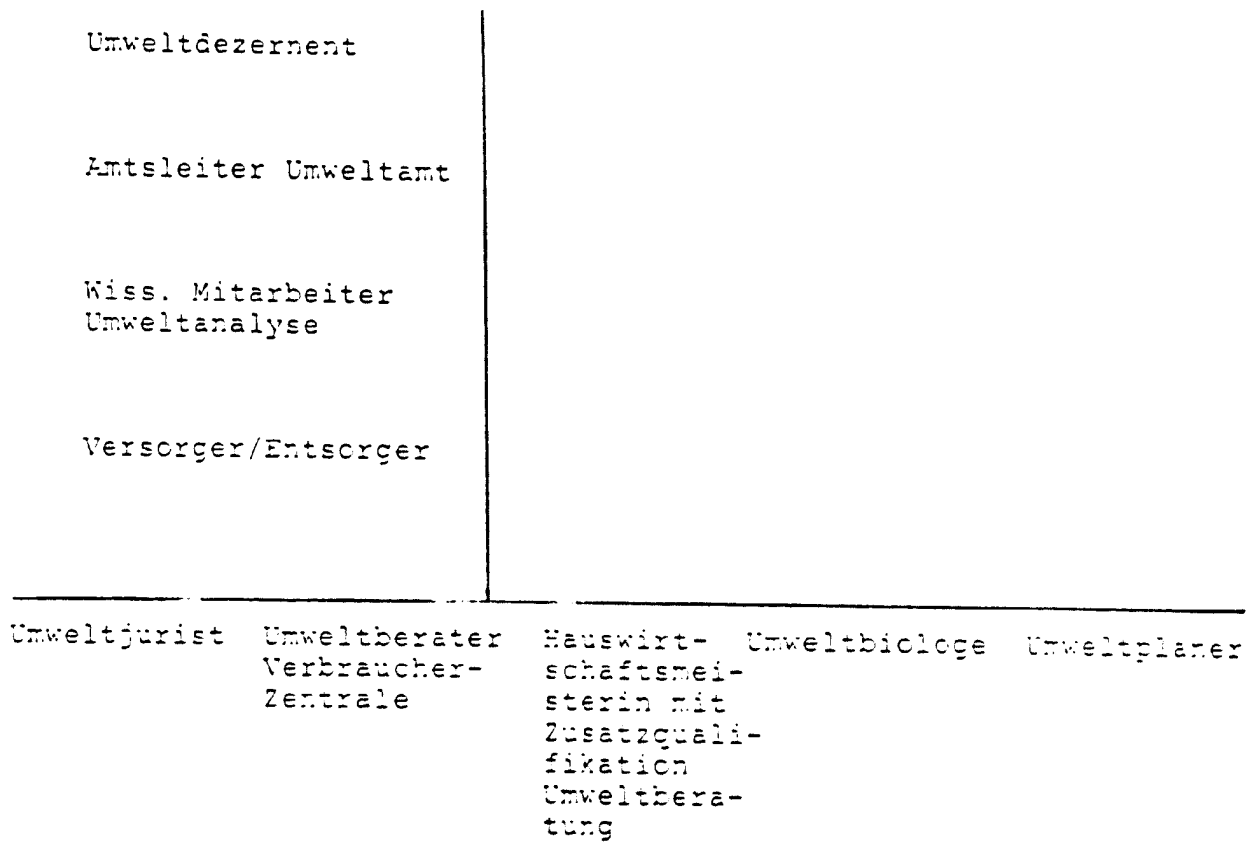 Umweltdezernent
Amtsleiter Umweltamt
Wiss. Mitarbeiter
Umweltanalyse
Versorger/Entsorger
Umweltjurist
Umweltberater
Verbraucher-
Zentrale
Hauswirt-
schaftsmei-
sterin mit
Zusatzquali-
fikation
Umweltbera-
tung
Umweltbiologe
Umweltplaner